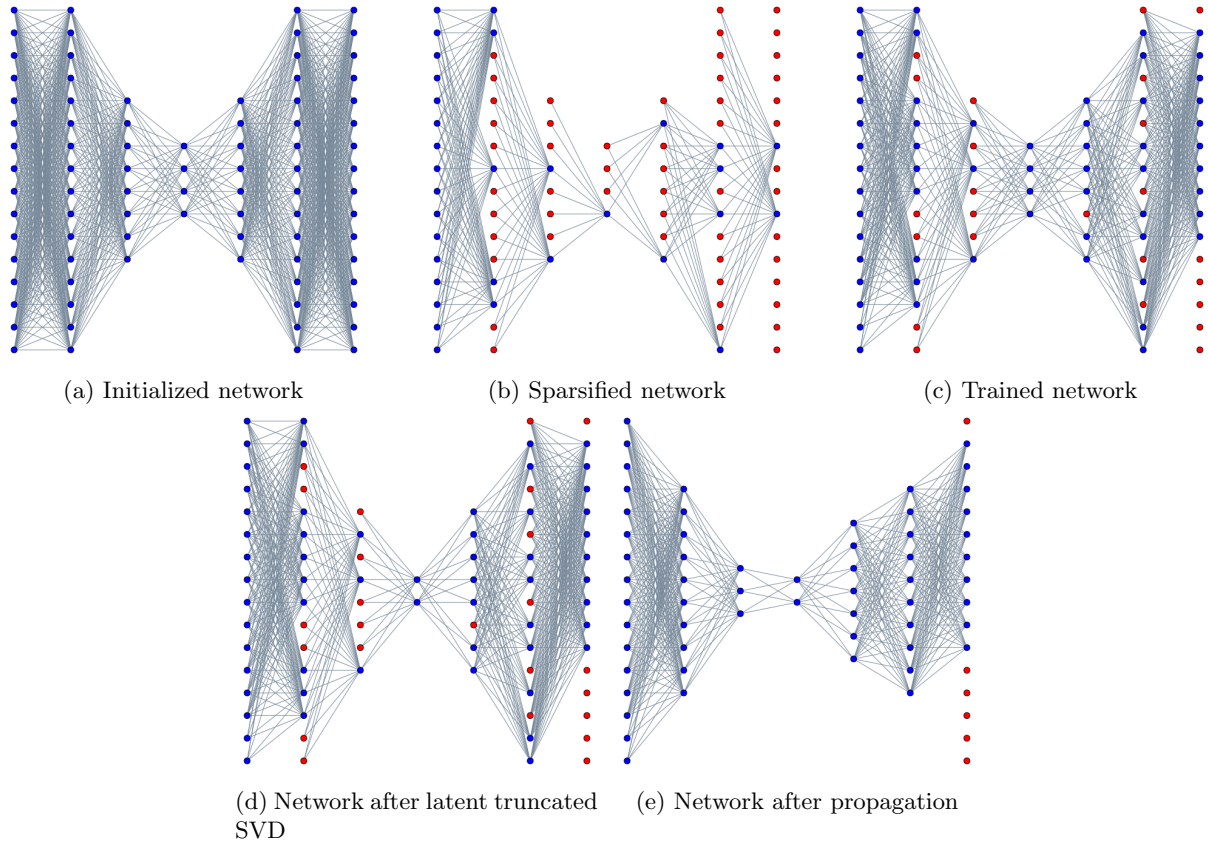 (a) Initialized network
(b) Sparsified network
(c) Trained network
(d) Network after latent truncated
SVD
(e) Network after propagation